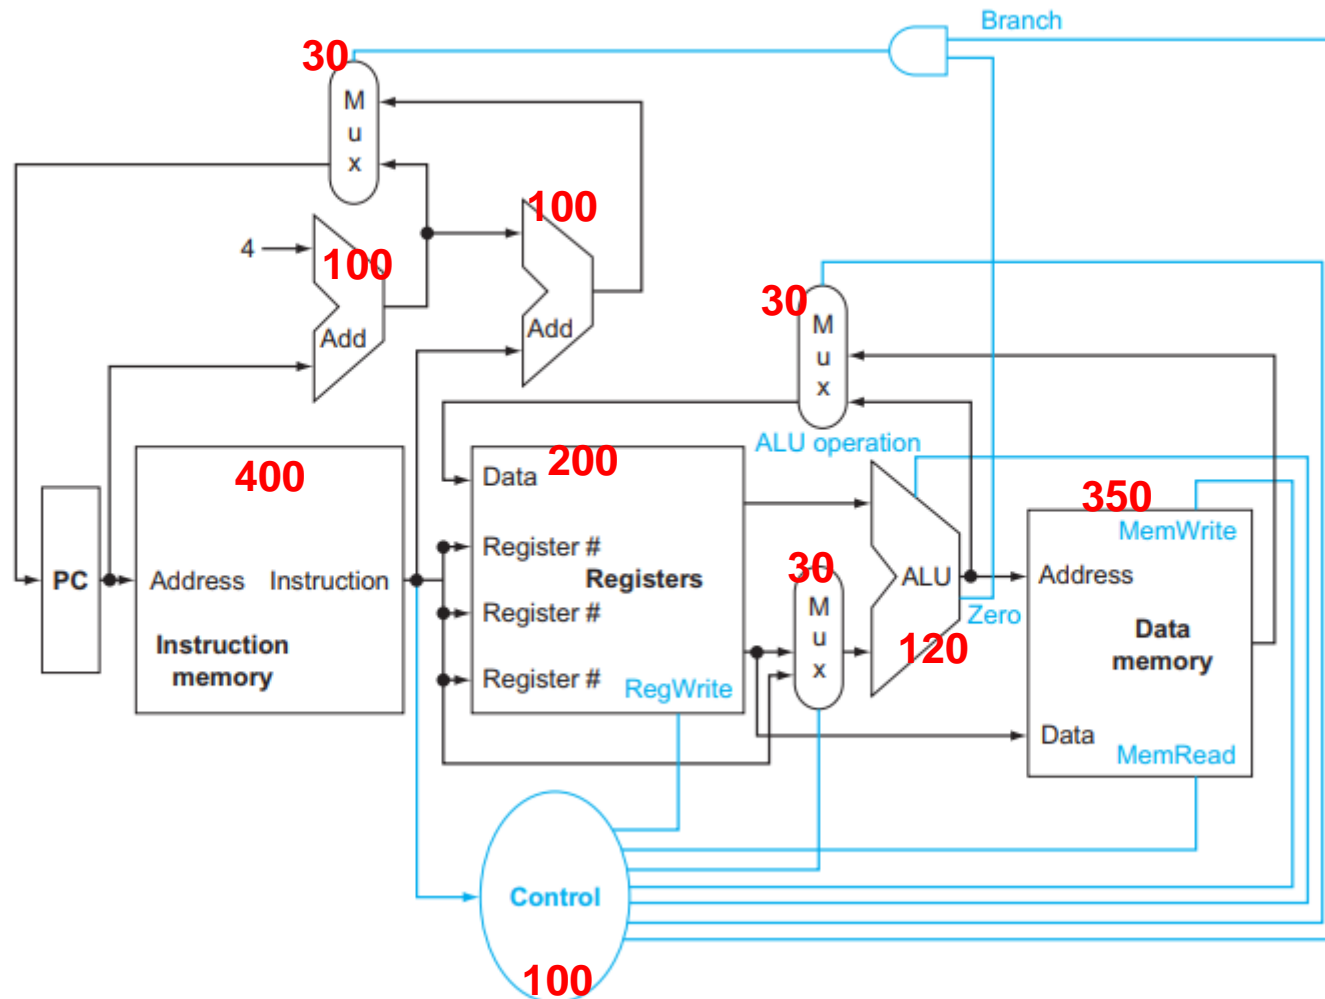 Branch
30
M
u
x
100
4
100
Add
Add
30
M
u
x
ALU operation
400
200
350
Data
MemWrite
PC
Address
Instruction
Register #
Registers
30
ALU
Address
M
u
x
Zero
120
Register #
Instruction
memory
Data
memory
Register #
RegWrite
Data
MemRead
Control
100